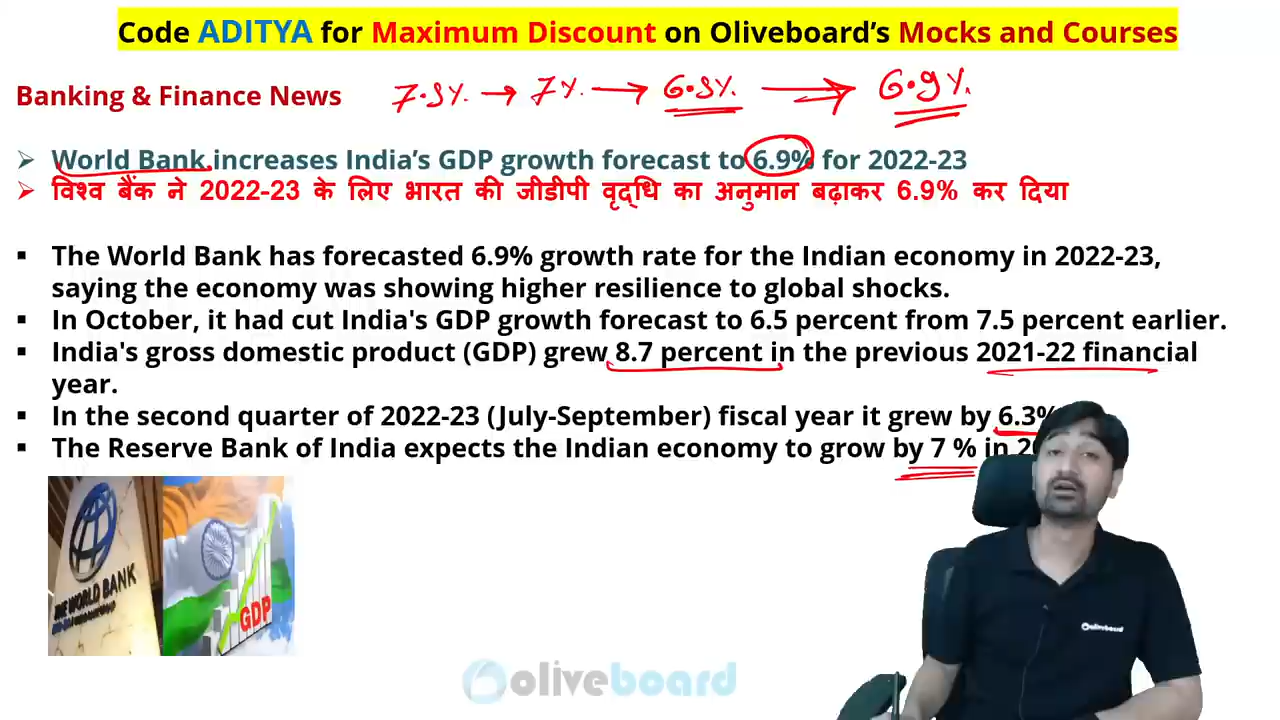 Code ADITYA for Maximum Discount on Oliveboard’s Mocks and Courses
Banking & Finance News 7.5% → 7% → 6.5% → 6.9%
➢ World Bank increases India’s GDP growth forecast to 6.9% for 2022-23
➢ विश्व बैंक ने 2022-23 के लिए भारत की जीडीपी वृद्धि का अनुमान बढ़ाकर 6.9% कर दिया
▪ The World Bank has forecasted 6.9% growth rate for the Indian economy in 2022-23,
saying the economy was showing higher resilience to global shocks.
▪ In October, it had cut India's GDP growth forecast to 6.5 percent from 7.5 percent earlier.
▪ India's gross domestic product (GDP) grew 8.7 percent in the previous 2021-22 financial
year.
▪ In the second quarter of 2022-23 (July-September) fiscal year it grew by 6.3%
▪ The Reserve Bank of India expects the Indian economy to grow by 7 % in
THE WORLD BANK
GDP
oliveboard
oliveboard